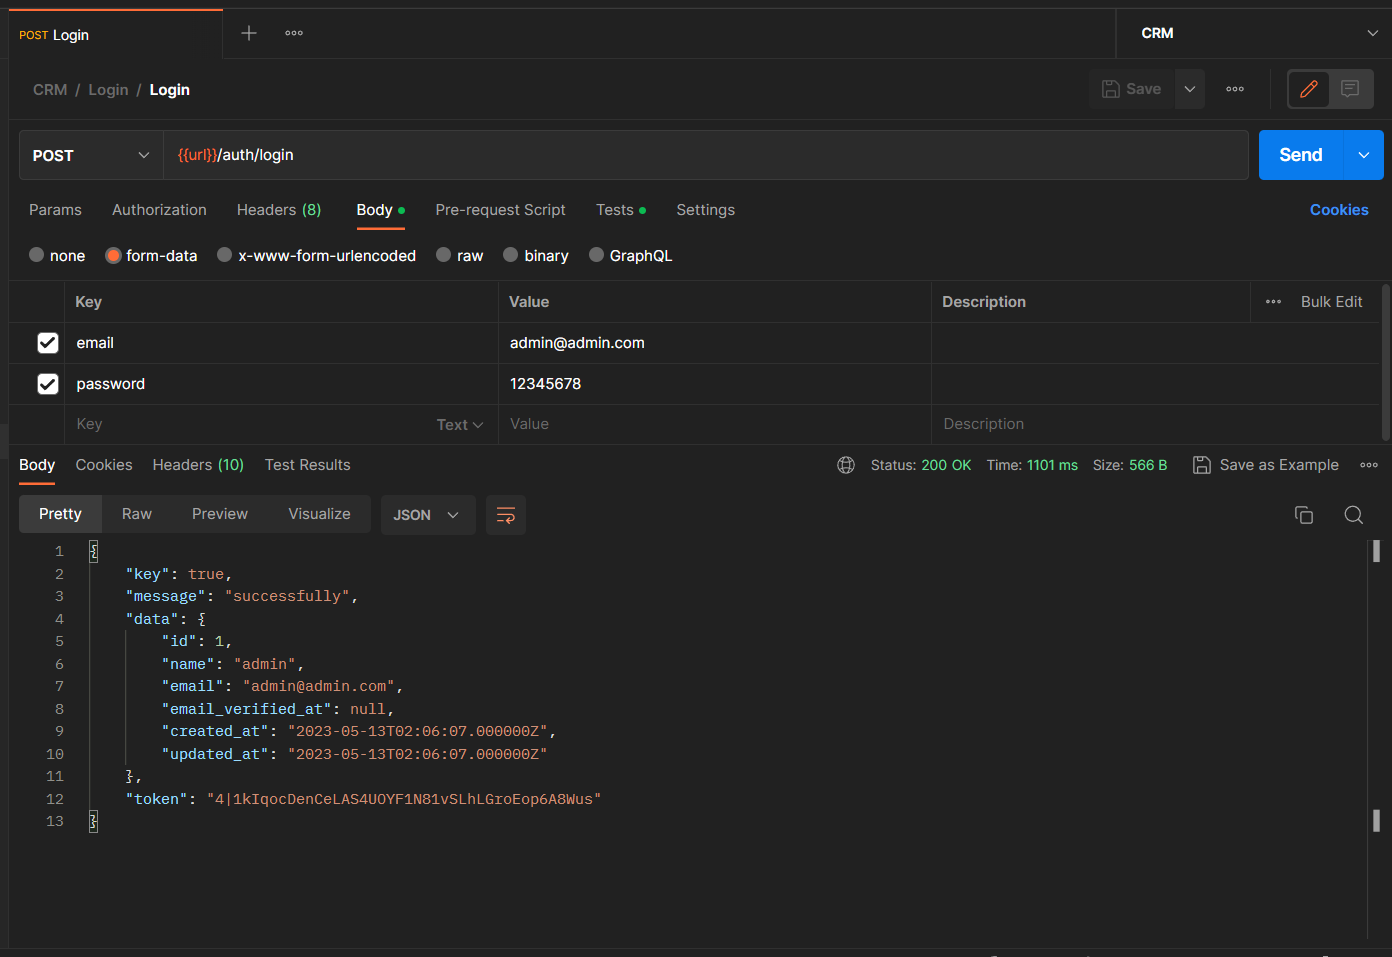 POST Login
CRM
CRM / Login / Login
Save
POST
{{url}}/auth/login
Send
Params Authorization Headers (8) Body Pre-request Script Tests Settings Cookies
none form-data x-www-form-urlencoded raw binary GraphQL
Key Value Description Bulk Edit
email admin@admin.com
password 12345678
Key Text Value Description
Body Cookies Headers (10) Test Results Status: 200 OK Time: 1101 ms Size: 566 B Save as Example
Pretty Raw Preview Visualize JSON
1 {
2 "key": true,
3 "message": "successfully",
4 "data": {
5 "id": 1,
6 "name": "admin",
7 "email": "admin@admin.com",
8 "email_verified_at": null,
9 "created_at": "2023-05-13T02:06:07.000000Z",
10 "updated_at": "2023-05-13T02:06:07.000000Z"
11 },
12 "token": "4|1kIqocDenCeLAS4UOYF1N81vSLhLGroEop6A8Wus"
13 }